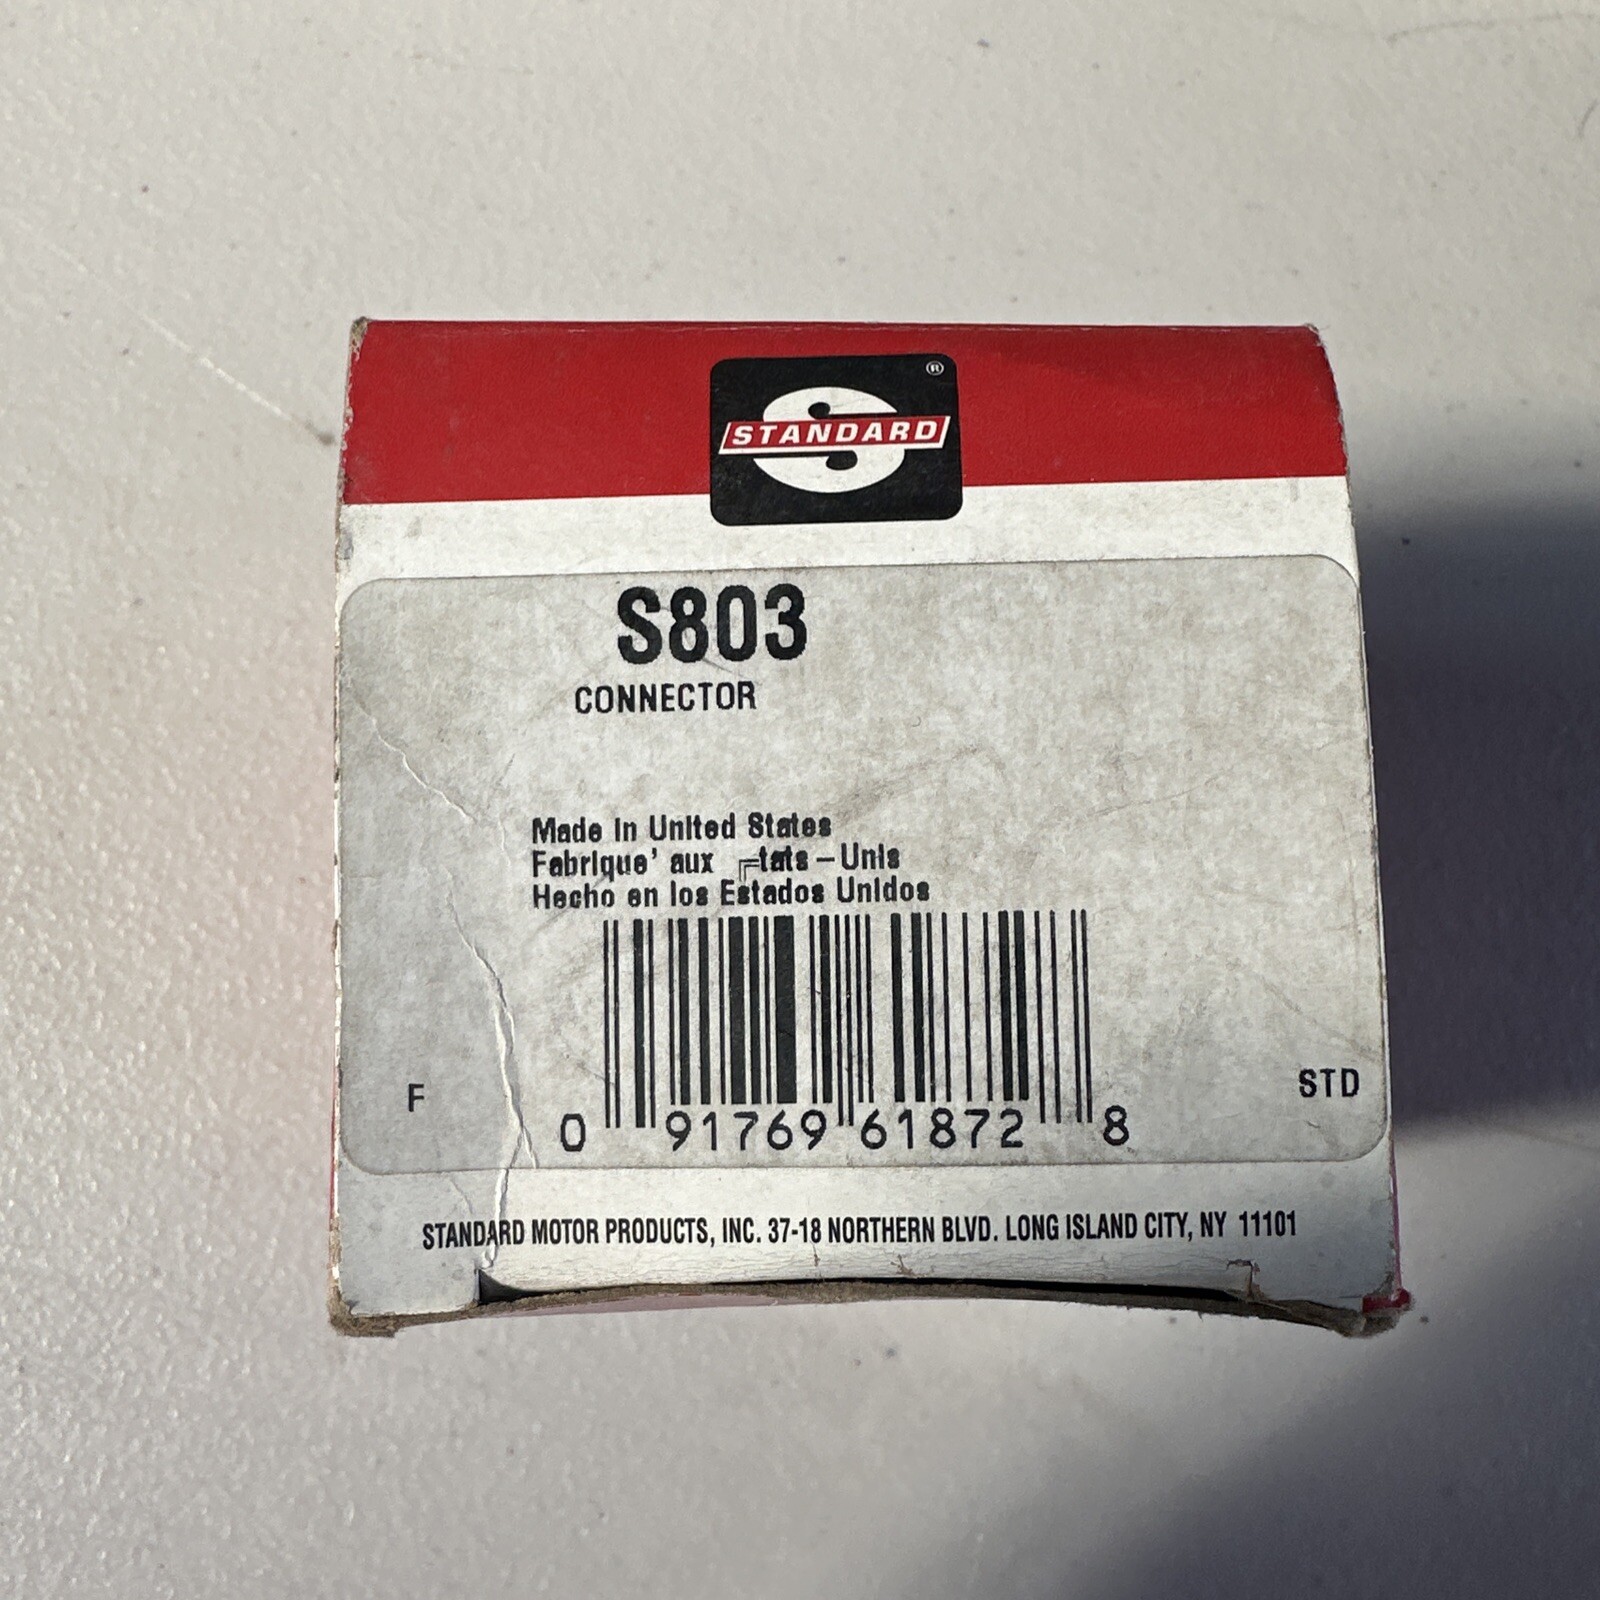 STANDARD ®
S803
CONNECTOR
Made in United States
Fabrique' aux ╒tats-Unis
Hecho en los Estados Unidos
F
STD
0 91769 61872 8
STANDARD MOTOR PRODUCTS, INC. 37-18 NORTHERN BLVD. LONG ISLAND CITY, NY 11101